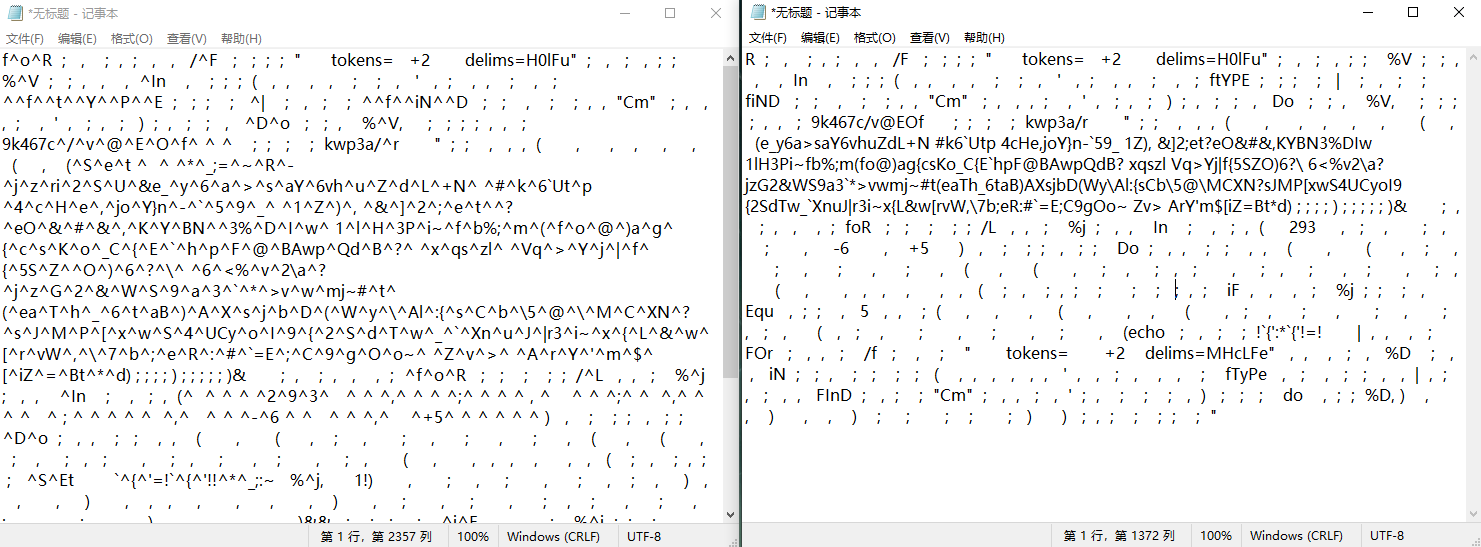 *无标题 - 记事本
文件(F) 编辑(E) 格式(O) 查看(V) 帮助(H)
f^o^R ; , ; , ; , , /^F ; ; ; ; " tokens= +2 delims=H0lFu" ; , ; , ; ;
%^V ; ; , , ^In , ; ; ; ( , , , , ; ; , ' , ; , , ; , ;
^^f^^t^^Y^^P^^E ; ; ; ; ^| ; , ; ; ^^f^^iN^^D ; ; , ; ; , , "Cm" ; , ,
, ; , ' , ; , ; ) ; , ; ; , ^D^o ; ; , %^V, ; ; ; ; , , ;
9k467c^/^v^@^E^O^f^ ^ ^ ; ; ; ; kwp3a/^r " ; ; , , ( , , , ,
( , (^S^e^t ^ ^ ^*^_;=^~^R^-
^j^z^ri^2^S^U^&e_^y^6^a^>^s^aY^6vh^u^Z^d^L^+N^ ^#^k^6`Ut^p
^4^c^H^e^,^jo^Y}n^-^`^5^9^_^ ^1^Z^)^, ^&^]^2^;^e^t^^?
^eO^&^#^&^,^K^Y^BN^^3%^D^I^w^ 1^l^H^3P^i~^f^b%;^m^(^f^o^@^)a^g^
{^c^s^K^o^_C^{^E^`^h^p^F^@^BAwp^Qd^B^?^ ^x^qs^zl^ ^Vq^>^Y^j^|^f^
{^5S^Z^^O^)^6^?^\^ ^6^<%^v^2\a^?
^j^z^G^2^&^W^S^9^a^3^`^*^>v^w^mj~#^t^
(^ea^T^h^_^6^t^aB^)^A^X^s^j^b^D^(^W^y^\^Al^:{^s^C^b^\5^@^\^M^C^XN^?
^s^J^M^P^[^x^w^S^4^UCy^o^I^9^{^2^S^d^T^w^_^`^Xn^u^J^|r3^i~^x^{^L^&^w^
[^r^vW^,^\^7^b^;^e^R^:^#^`=E^;^C^9^g^O^o~^ ^Z^v^>^ ^A^r^Y^'^m^$^
[^iZ^=^Bt^*^d) ; ; ; ; ) ; ; ; ; ; )& ; , ; , , ; ^f^o^R ; ; ; ;/^L , , ; %^j
; , , ^In ; , ; , (^ ^ ^ ^ ^2^9^3^ ^ ^ ^,^ ^ ^ ^;^ ^ ^ ^, ^ ^ ^ ^;^ ^ ^,^ ^
^ ^ ^ ;^ ^ ^ ^ ^ ^,^ ^ ^ ^-^6 ^ ^ ^ ^ ^,^ ^+5^ ^ ^ ^ ^ ^) , ; ; ; , ; ;
^D^o ; , , ; ; , , ( , ( , ; , ; , ; , ( , ( ,
; , ; , ; , ; , ; , ; , ( , , , , , ( ; , ; , ;
; ^S^Et `^{^'=!`^{^'!!^*^_;:~ %^j, 1!) , ; , ; , ; , ; , ) ,
第 1 行，第 2357 列 100% Windows (CRLF) UTF-8
*无标题 - 记事本
文件(F) 编辑(E) 格式(O) 查看(V) 帮助(H)
R ; , ; , ; , , /F ; ; ; ; " tokens= +2 delims=H0lFu" ; , ; , ; ; %V ; ; ,
, , In , ; ; ; ( , , , , ; ; , ' , ; , , ; , ; ftYPE ; ; ; ; | ; , ; ;
fiND ; ; , ; ; , , "Cm" ; , , , ; , ' , ; , ; ) ; , ; ; , Do ; ; , %V, ; ; ;
; , , ; 9k467c/v@EOf ; ; ; ; kwp3a/r " ; ; , , ( , , , , ( ,
(e_y6a>saY6vhuZdL+N #k6`Utp 4cHe,joY}n-`59_ 1Z), &]2;et?eO&#&,KYBN3%DIw
1lH3Pi~fb%;m(fo@)ag{csKo_C{E`hpF@BAwpQdB? xqszl Vq>Yj|f{5SZO)6?\ 6<%v2\a?
jzG2&WS9a3`*>vwmj~#t(eaTh_6taB)AXsjbD(Wy\Al:{sCb\5@\MCXN?sJMP[xwS4UCyoI9
{2SdTw_`XnuJ|r3i~x{L&w[rvW,\7b;eR:#`=E;C9gOo~ Zv> ArY'm$[iZ=Bt*d) ; ; ; ; ) ; ; ; ; ; )& ;
, ; , , ; foR ; ; ; ;/L , , ; %j ; , , In ; , ; , ( 293 , ; , ;
; , -6 , +5 ) , ; ; ; , ; ; Do ; , , ; ; , , ( , ( , ;
, ; , ; , ( , ( , ; , ; , ; , ; , ; ,
( , , , , , ( ; , ; , ; ; ; , ; iF , , ; %j ; ; ,
Equ , ; ; , 5 , , ; ( , , ( , , ( , ; , ; , ;
, ; , ( , ; , ; , ; , (echo ; , ; , ; !`{':*`{'!=! | , , ;
FOr ; , , ; /f ; , ; " tokens= +2 delims=MHcLFe" , , , ; , %D ; ,
, iN ; ; , ; ; ; ; ( , , , , , ' , , ; , , ; fTyPe , ; , ; ; , , | , ;
, ; , , FInD ; , ; "Cm" ; , , ; , ' ; , ; ; , ) ; ; ; ; do , ; ; %D, ) ,
, ) , , ) ; ; ; ; ; ) ) ; , ; ; ; "
第 1 行，第 1372 列 100% Windows (CRLF) UTF-8